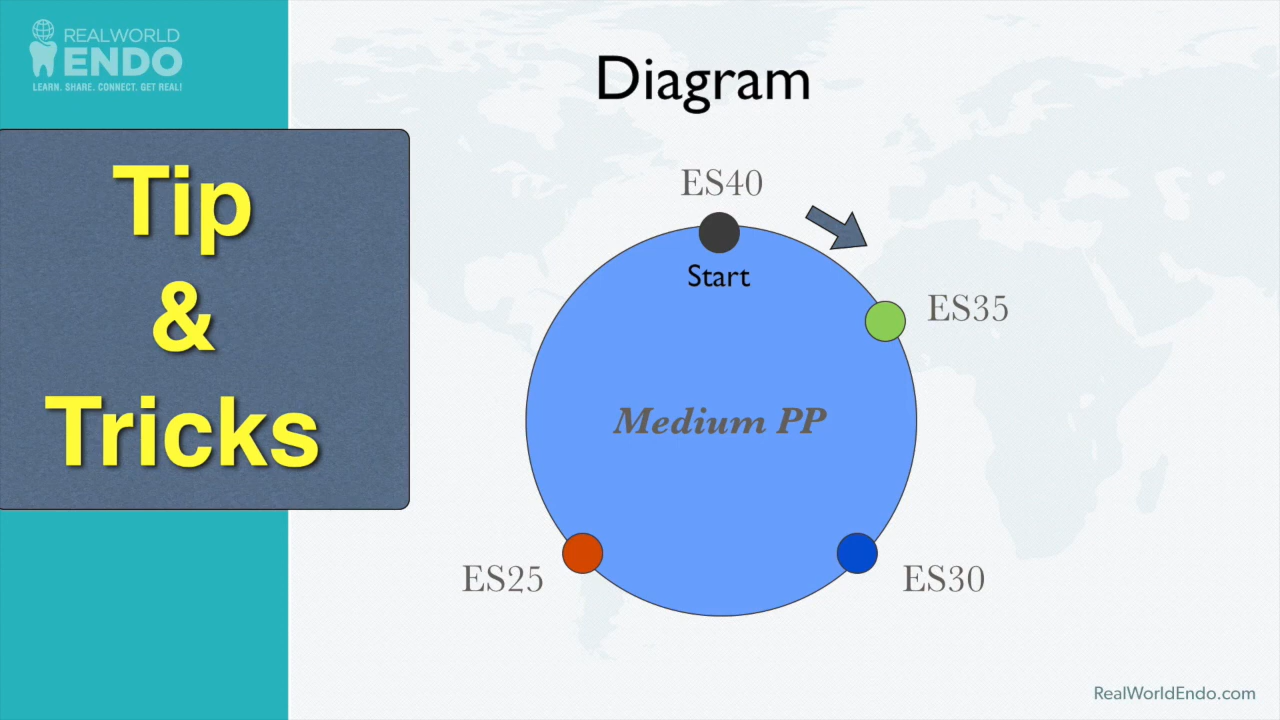 REALWORLD
ENDO
LEARN. SHARE. CONNECT. GET REAL!
Tip
&
Tricks
Diagram
ES40
Start
ES35
Medium PP
ES25
ES30
RealWorldEndo.com